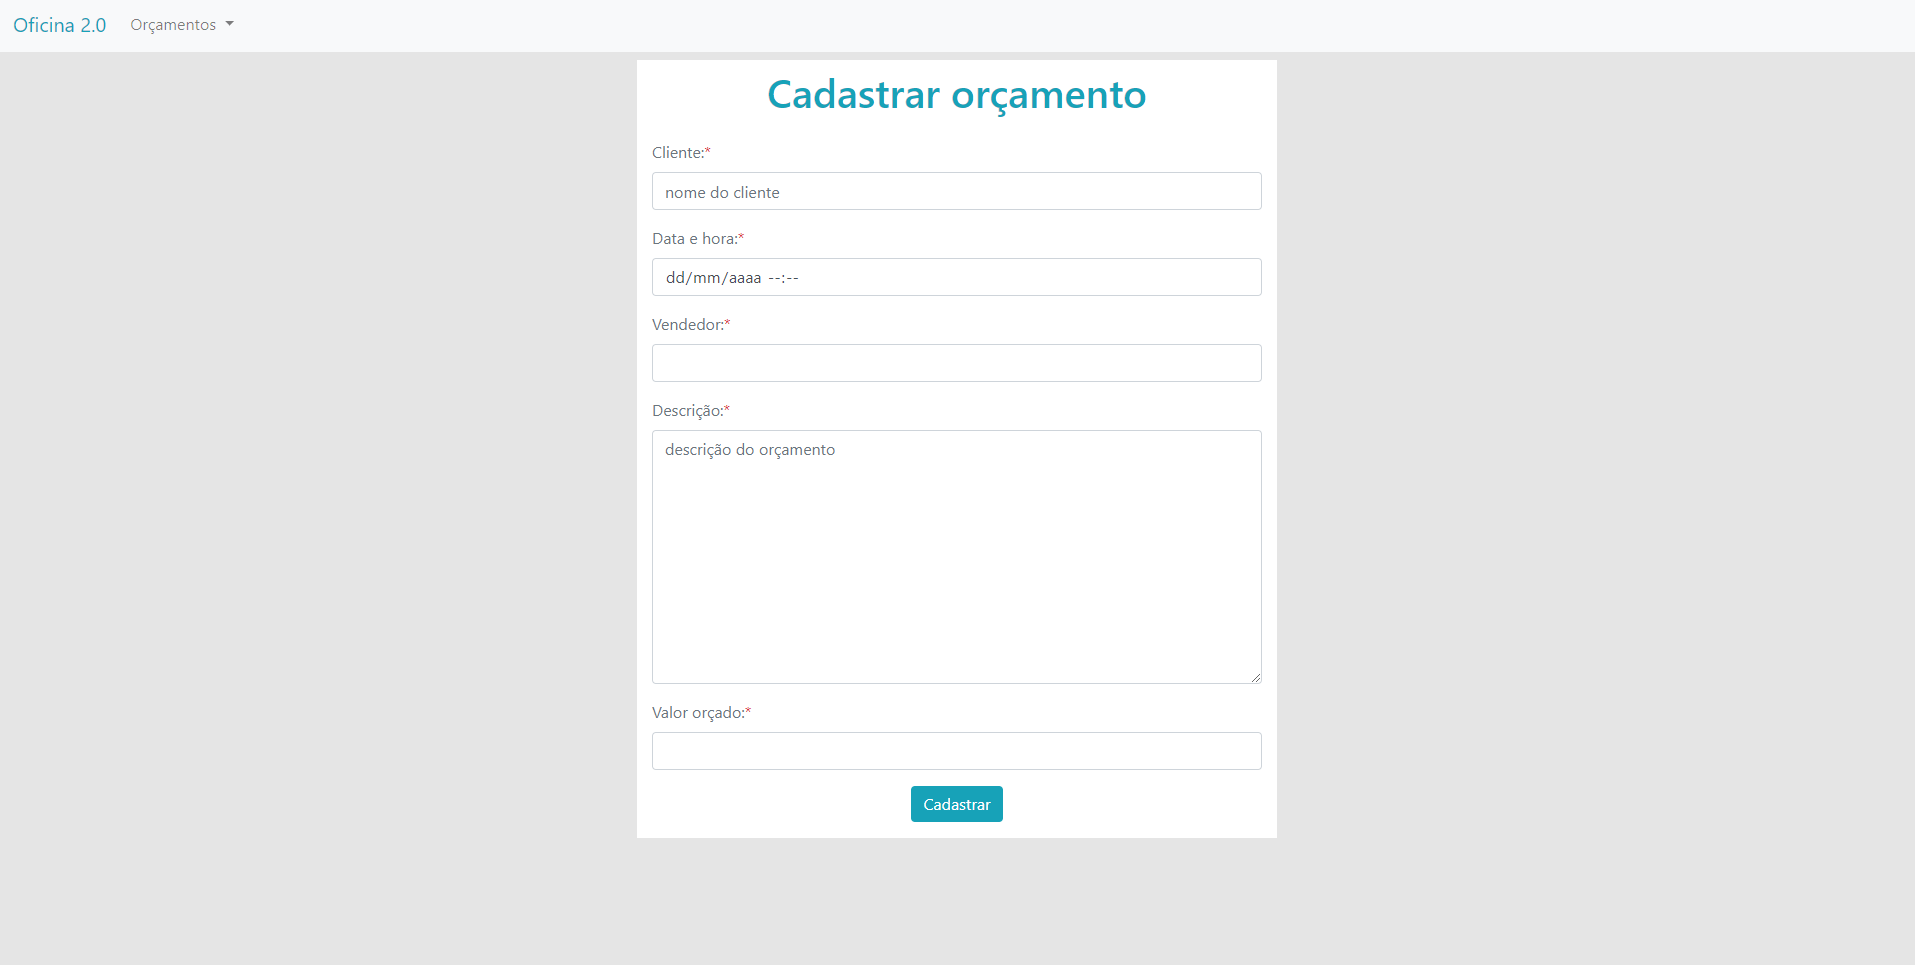 Oficina 2.0 Orçamentos
Cadastrar orçamento
Cliente:*
nome do cliente
Data e hora:*
dd/mm/aaaa --:--
Vendedor:*
Descrição:*
descrição do orçamento
Valor orçado:*
Cadastrar